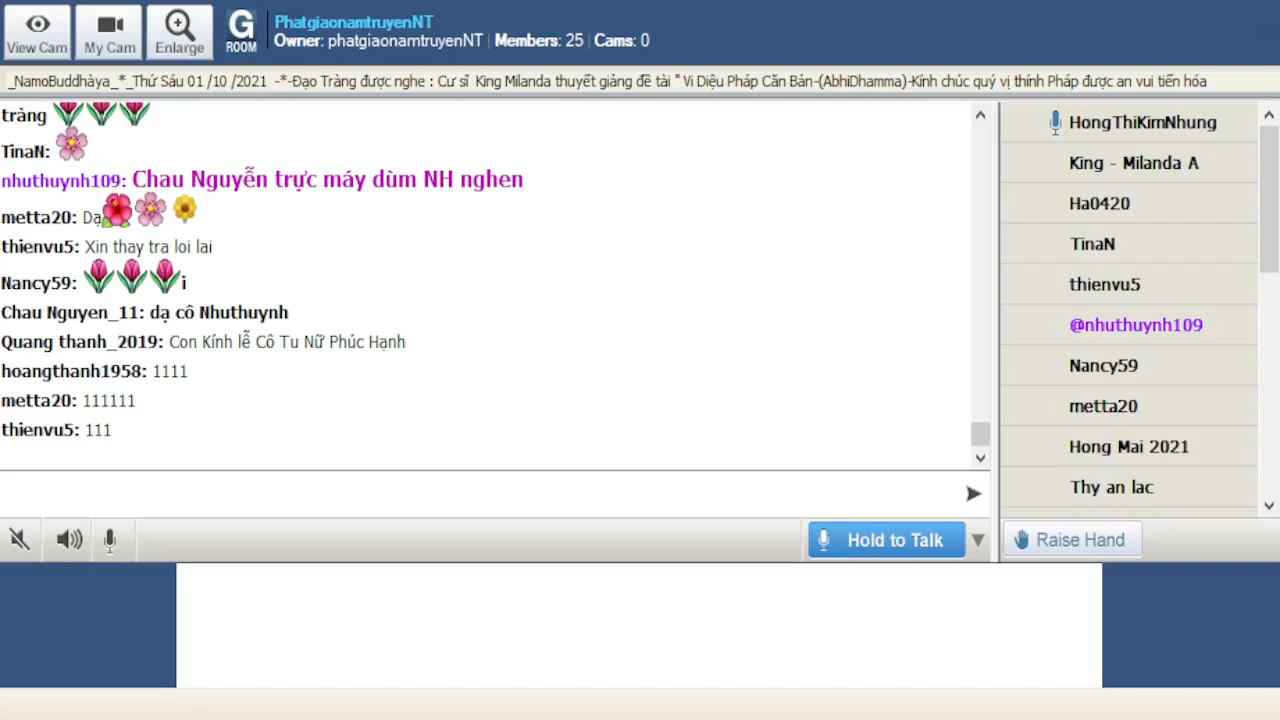 View Cam
My Cam
Enlarge
G
ROOM
PhatgiaonamtruyenNT
Owner: phatgiaonamtruyenNT | Members: 25 | Cams: 0
_NamoBuddhàya_*_Thứ Sáu 01 /10 /2021 -*-Đạo Tràng được nghe : Cư sĩ King Milanda thuyết giảng đề tài " Vi Diệu Pháp Căn Bản-(AbhiDhamma)-Kính chúc quý vị thính Pháp được an vui tiến hóa
tràng
TinaN:
nhuthuynh109: Chau Nguyễn trực máy dùm NH nghen
metta20: Dạ
thienvu5: Xin thay tra loi lai
Nancy59: i
Chau Nguyen_11: dạ cô Nhuthuynh
Quang thanh_2019: Con Kính lễ Cô Tu Nữ Phúc Hạnh
hoangthanh1958: 1111
metta20: 111111
thienvu5: 111
Hold to Talk
HongThiKimNhung
King - Milanda A
Ha0420
TinaN
thienvu5
@nhuthuynh109
Nancy59
metta20
Hong Mai 2021
Thy an lac
Raise Hand